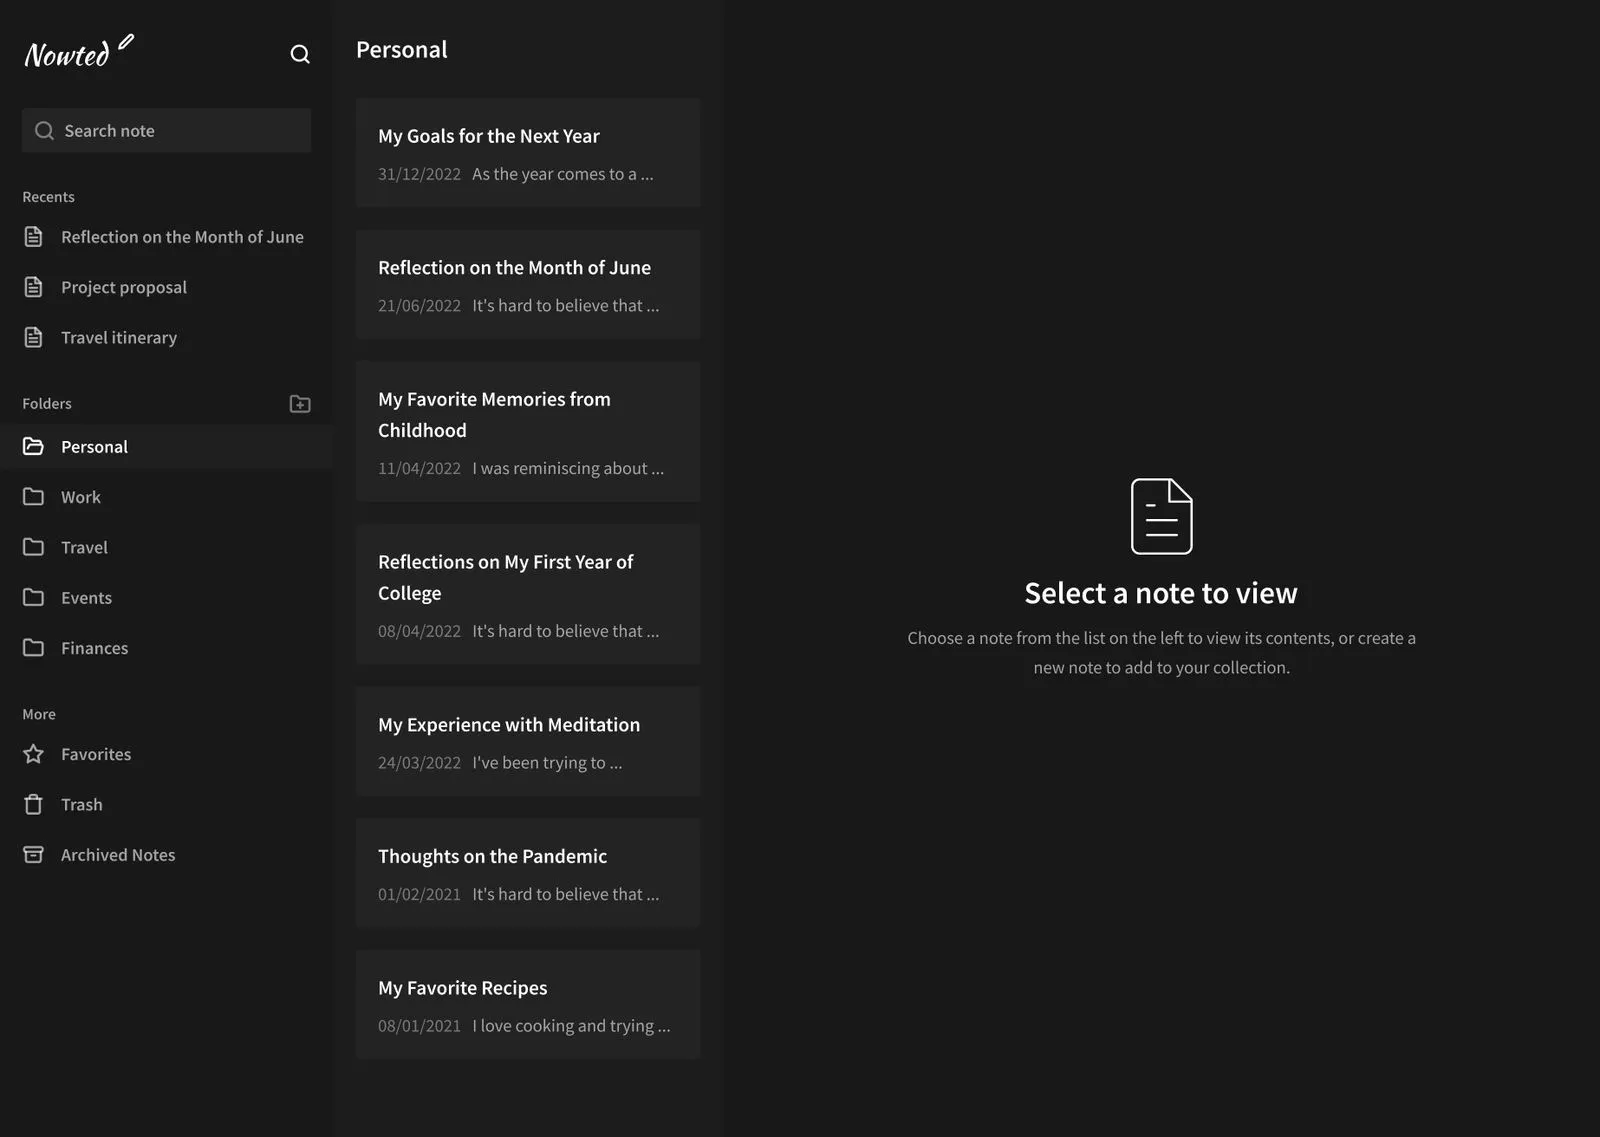 Nowted
Search note
Recents
Reflection on the Month of June
Project proposal
Travel itinerary
Folders
Personal
Work
Travel
Events
Finances
More
Favorites
Trash
Archived Notes
Personal
My Goals for the Next Year
31/12/2022 As the year comes to a ...
Reflection on the Month of June
21/06/2022 It's hard to believe that ...
My Favorite Memories from
Childhood
11/04/2022 I was reminiscing about ...
Reflections on My First Year of
College
08/04/2022 It's hard to believe that ...
My Experience with Meditation
24/03/2022 I've been trying to ...
Thoughts on the Pandemic
01/02/2021 It's hard to believe that ...
My Favorite Recipes
08/01/2021 I love cooking and trying ...
Select a note to view
Choose a note from the list on the left to view its contents, or create a
new note to add to your collection.